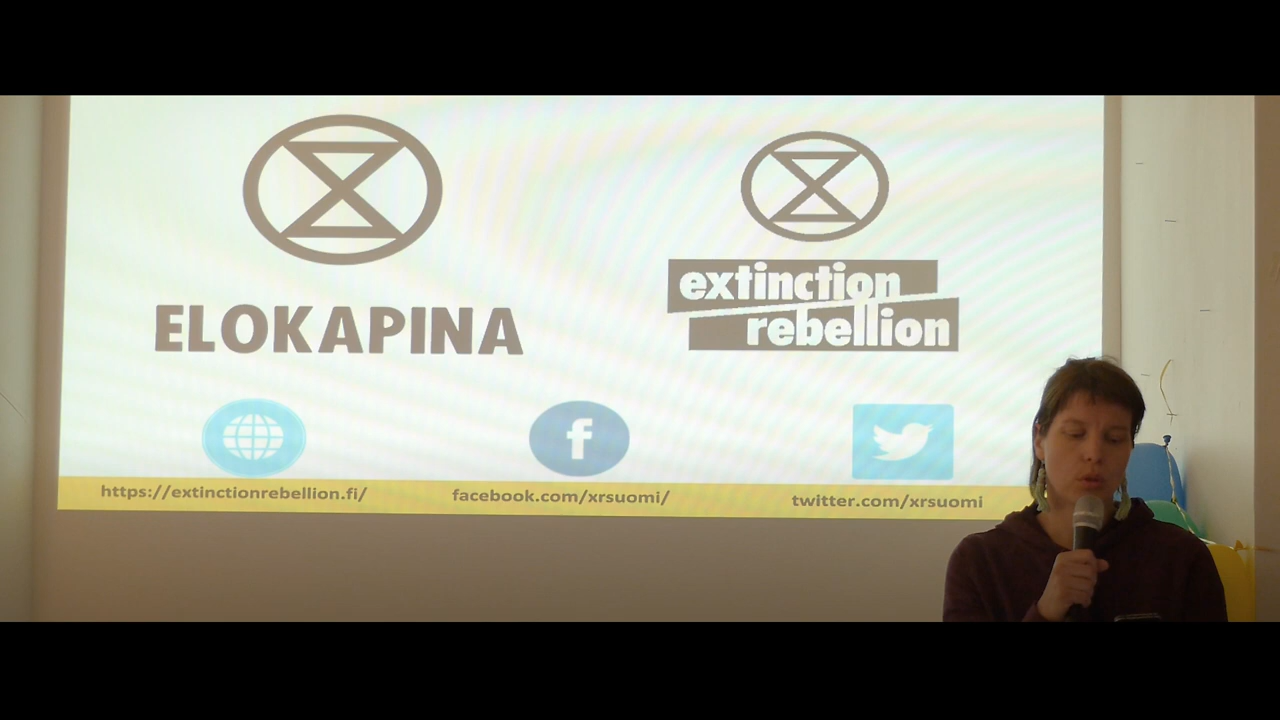 ELOKAPINA
extinction
rebellion
f
https://extinctionrebellion.fi/
facebook.com/xrsuomi/
twitter.com/xrsuomi